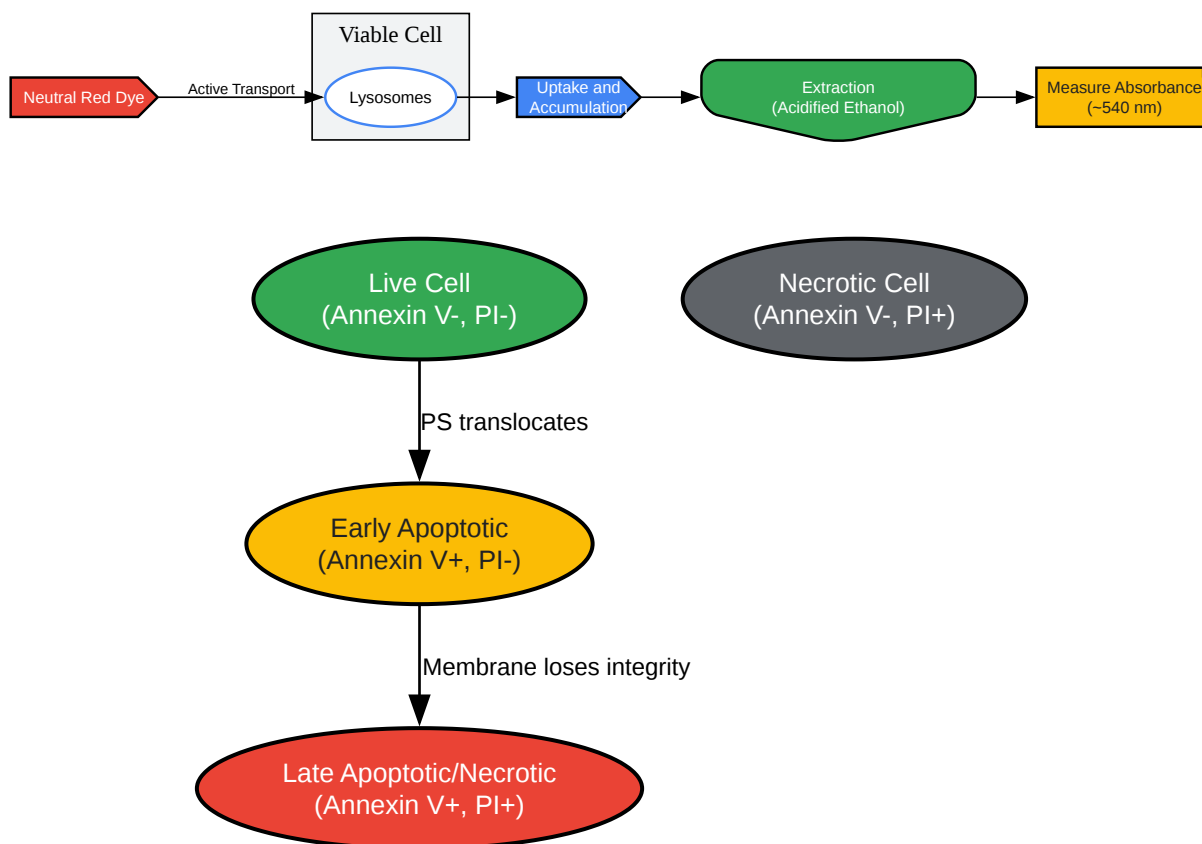 Viable Cell
Neutral Red Dye
Active Transport
Lysosomes
Uptake and
Accumulation
Extraction
(Acidified Ethanol)
Measure Absorbance
(~540 nm)
Live Cell
(Annexin V-, PI-)
Necrotic Cell
(Annexin V-, PI+)
PS translocates
Early Apoptotic
(Annexin V+, PI-)
Membrane loses integrity
Late Apoptotic/Necrotic
(Annexin V+, PI+)